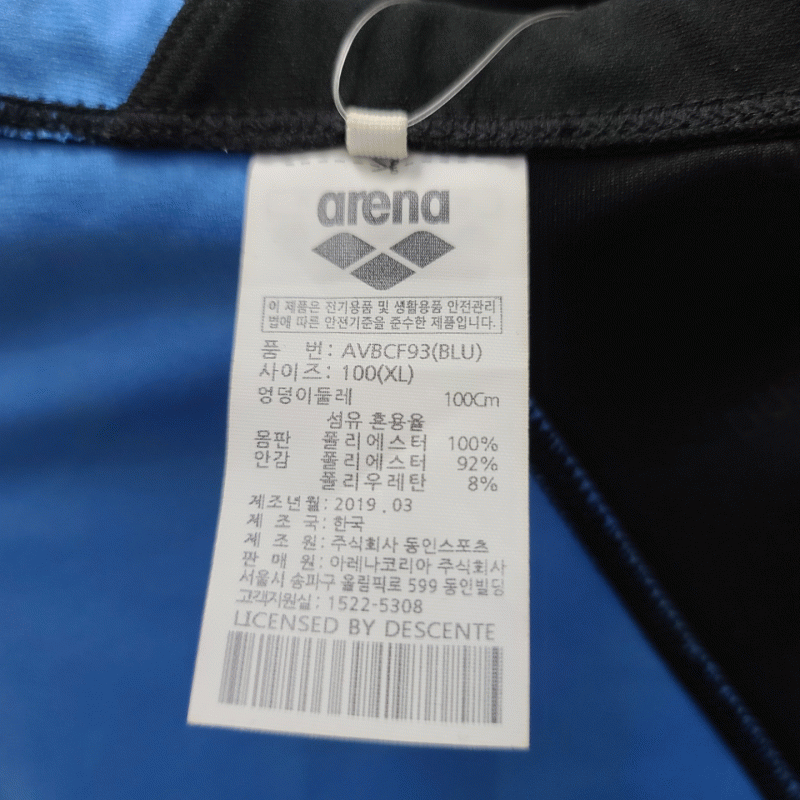 arena
이 제품은 전기용품 및 생활용품 안전관리
법에 따른 안전기준을 준수한 제품입니다.
품 번: AVBCF93(BLU)
사이즈: 100(XL)
엉덩이둘레 100Cm
섬유 혼용율
몸판 폴리에스터 100%
안감 폴리에스터 92%
폴리우레탄 8%
제조년월: 2019.03
제 조 국: 한국
제 조 원: 주식회사 동인스포츠
판 매 원: 아레나코리아 주식회사
서울시 송파구 올림픽로 599 동인빌딩
고객지원실: 1522-5308
LICENSED BY DESCENTE